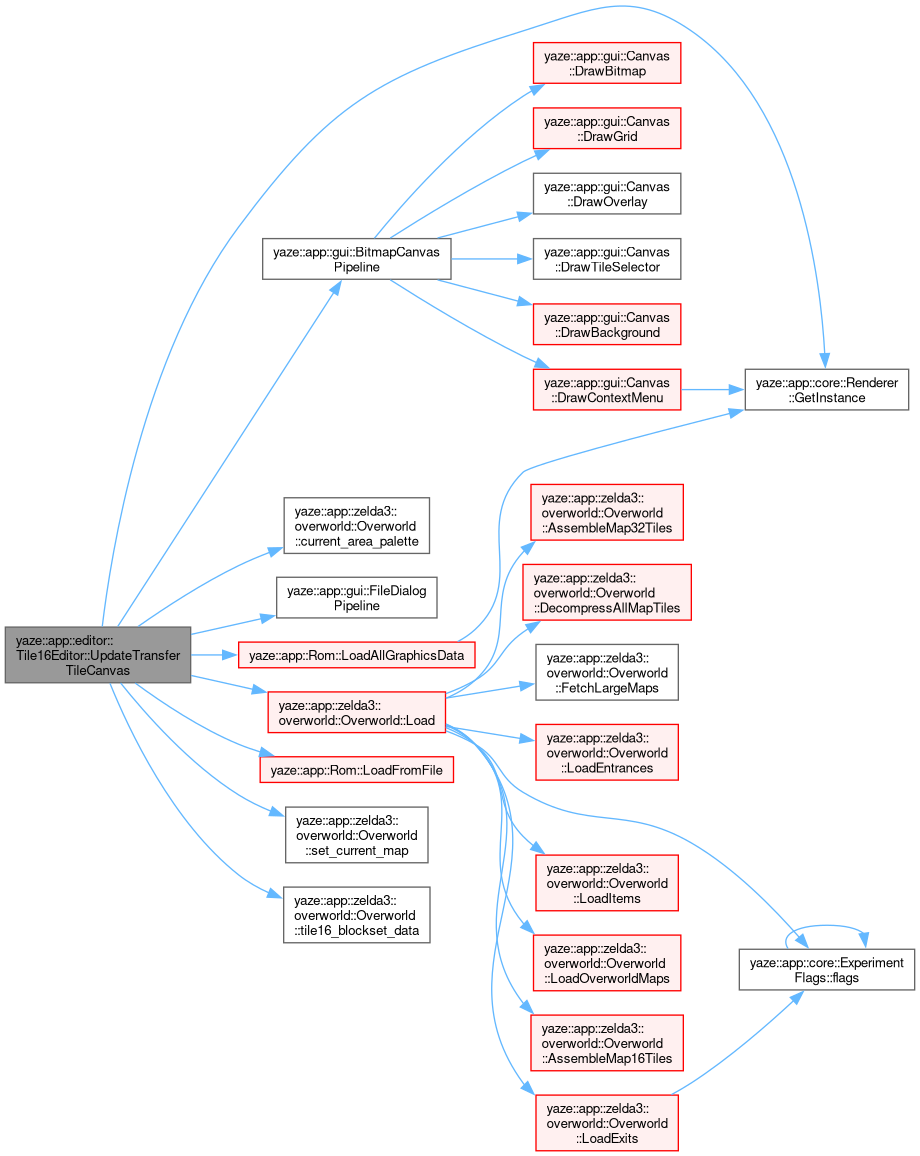 yaze::app::gui::Canvas
::DrawBitmap
yaze::app::gui::Canvas
::DrawGrid
yaze::app::gui::Canvas
::DrawOverlay
yaze::app::gui::BitmapCanvas
Pipeline
yaze::app::gui::Canvas
::DrawTileSelector
yaze::app::gui::Canvas
::DrawBackground
yaze::app::gui::Canvas
::DrawContextMenu
yaze::app::core::Renderer
::GetInstance
yaze::app::zelda3::
overworld::Overworld
::current_area_palette
yaze::app::zelda3::
overworld::Overworld
::AssembleMap32Tiles
yaze::app::gui::FileDialog
Pipeline
yaze::app::zelda3::
overworld::Overworld
::DecompressAllMapTiles
yaze::app::editor::
Tile16Editor::UpdateTransfer
TileCanvas
yaze::app::Rom::LoadAllGraphicsData
yaze::app::zelda3::
overworld::Overworld
::FetchLargeMaps
yaze::app::zelda3::
overworld::Overworld::Load
yaze::app::zelda3::
overworld::Overworld
::LoadEntrances
yaze::app::Rom::LoadFromFile
yaze::app::zelda3::
overworld::Overworld
::set_current_map
yaze::app::zelda3::
overworld::Overworld
::LoadItems
yaze::app::zelda3::
overworld::Overworld
::tile16_blockset_data
yaze::app::zelda3::
overworld::Overworld
::LoadOverworldMaps
yaze::app::core::Experiment
Flags::flags
yaze::app::zelda3::
overworld::Overworld
::AssembleMap16Tiles
yaze::app::zelda3::
overworld::Overworld
::LoadExits